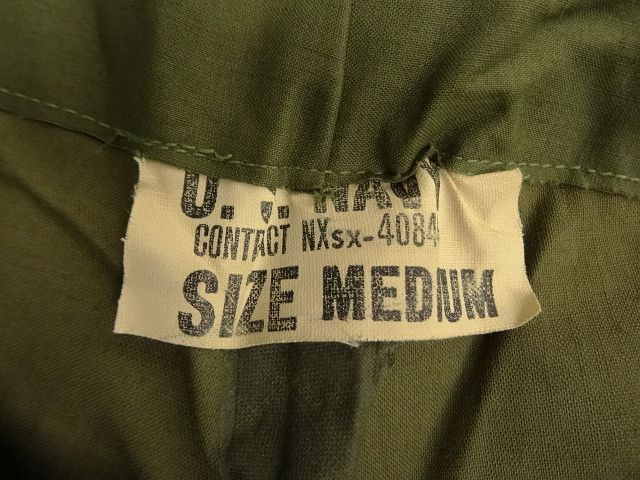 U. S. NAVY
CONTACT NXsx-4084
SIZE MEDIUM